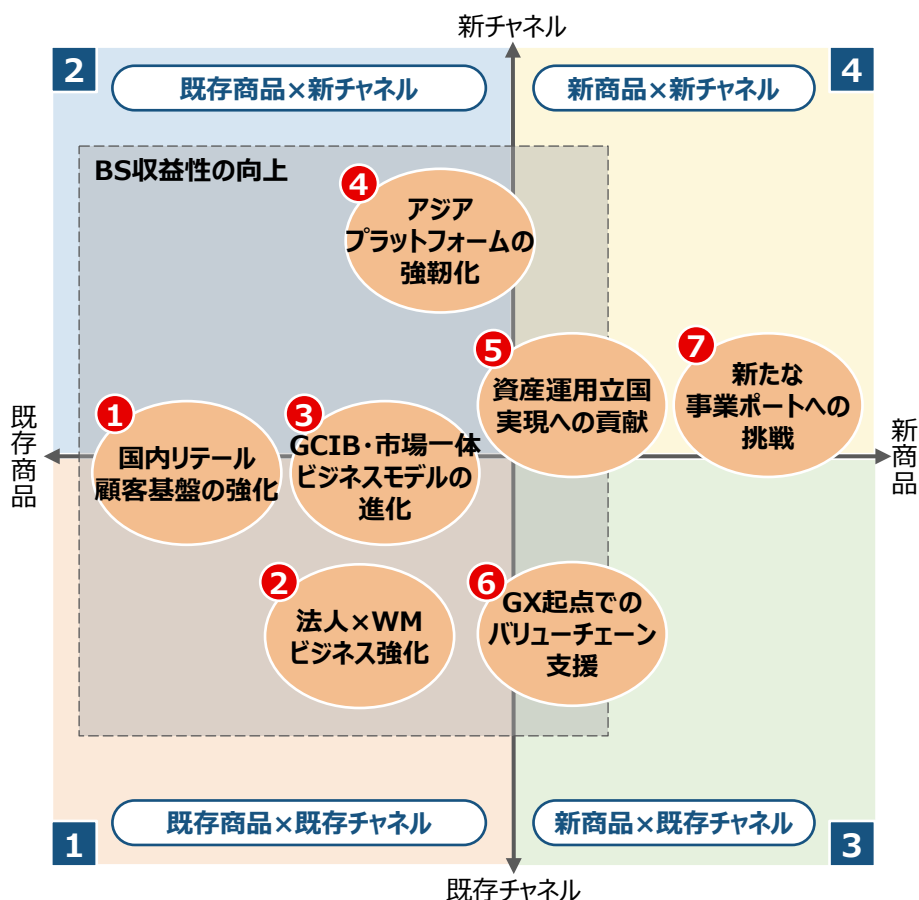 新チャネル
2
既存商品×新チャネル
新商品×新チャネル
4
BS収益性の向上
4
アジア
プラットフォームの
強靭化
5
資産運用立国
実現への貢献
7
新たな
事業ポートへの
挑戦
既存商品
1
国内リテール
顧客基盤の強化
3
GCIB・市場一体
ビジネスモデルの
進化
新商品
2
法人×WM
ビジネス強化
6
GX起点での
バリューチェーン
支援
1
既存商品×既存チャネル
新商品×既存チャネル
3
既存チャネル